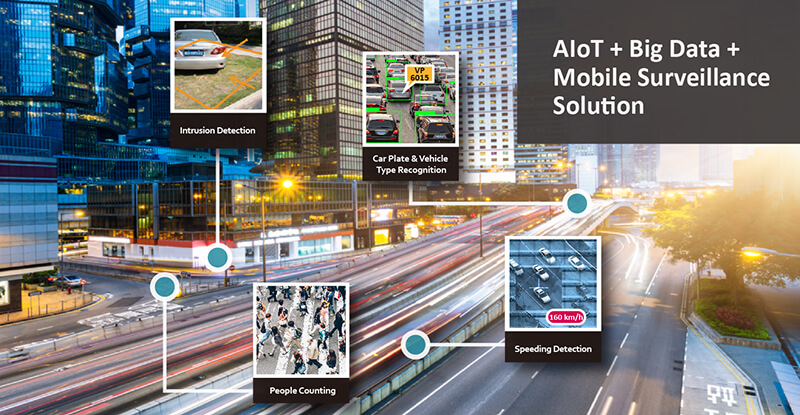 AIoT + Big Data +
Mobile Surveillance
Solution
Intrusion Detection
VP
6015
Car Plate & Vehicle
Type Recognition
160 km/h
Speeding Detection
People Counting